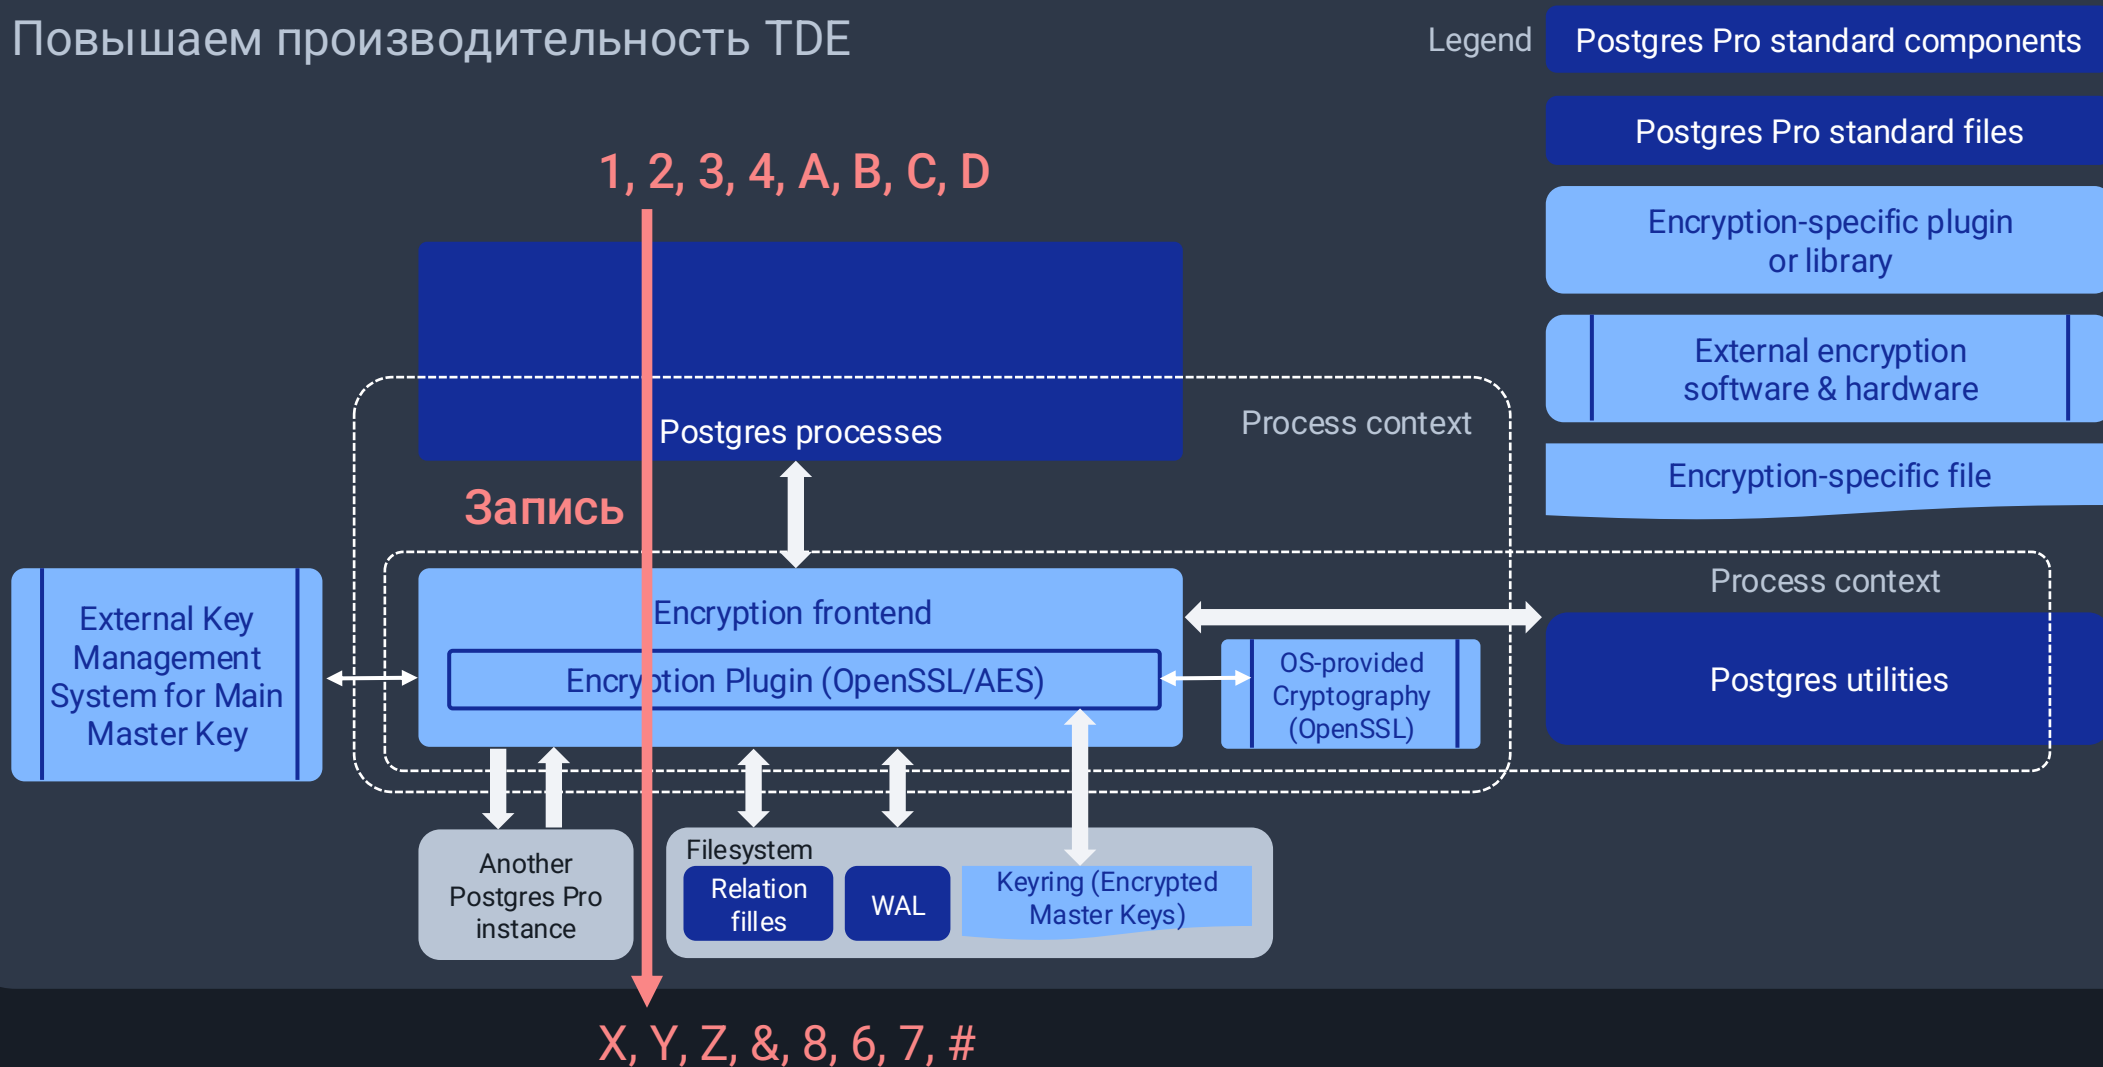 Повышаем производительность TDE
Legend
Postgres Pro standard components
Postgres Pro standard files
Encryption-specific plugin
or library
External encryption
software & hardware
Encryption-specific file
1, 2, 3, 4, A, B, C, D
Postgres processes
Process context
Запись
Process context
External Key
Management
System for Main
Master Key
Encryption frontend
Encryption Plugin (OpenSSL/AES)
OS-provided
Cryptography
(OpenSSL)
Postgres utilities
Another
Postgres Pro
instance
Filesystem
Relation
filles
WAL
Keyring (Encrypted
Master Keys)
X, Y, Z, &, 8, 6, 7, #